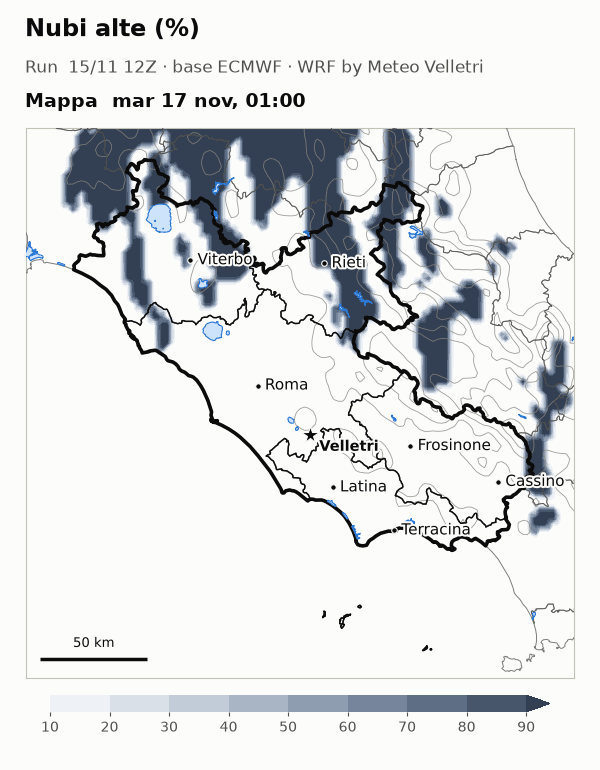 Nubi alte (%)
Run  15/11 12Z · base ECMWF · WRF by Meteo Velletri
Mappa  mar 17 nov, 01:00
Viterbo
Rieti
Roma
Velletri
Frosinone
Latina
Cassino
Terracina
50 km
10 20 30 40 50 60 70 80 90